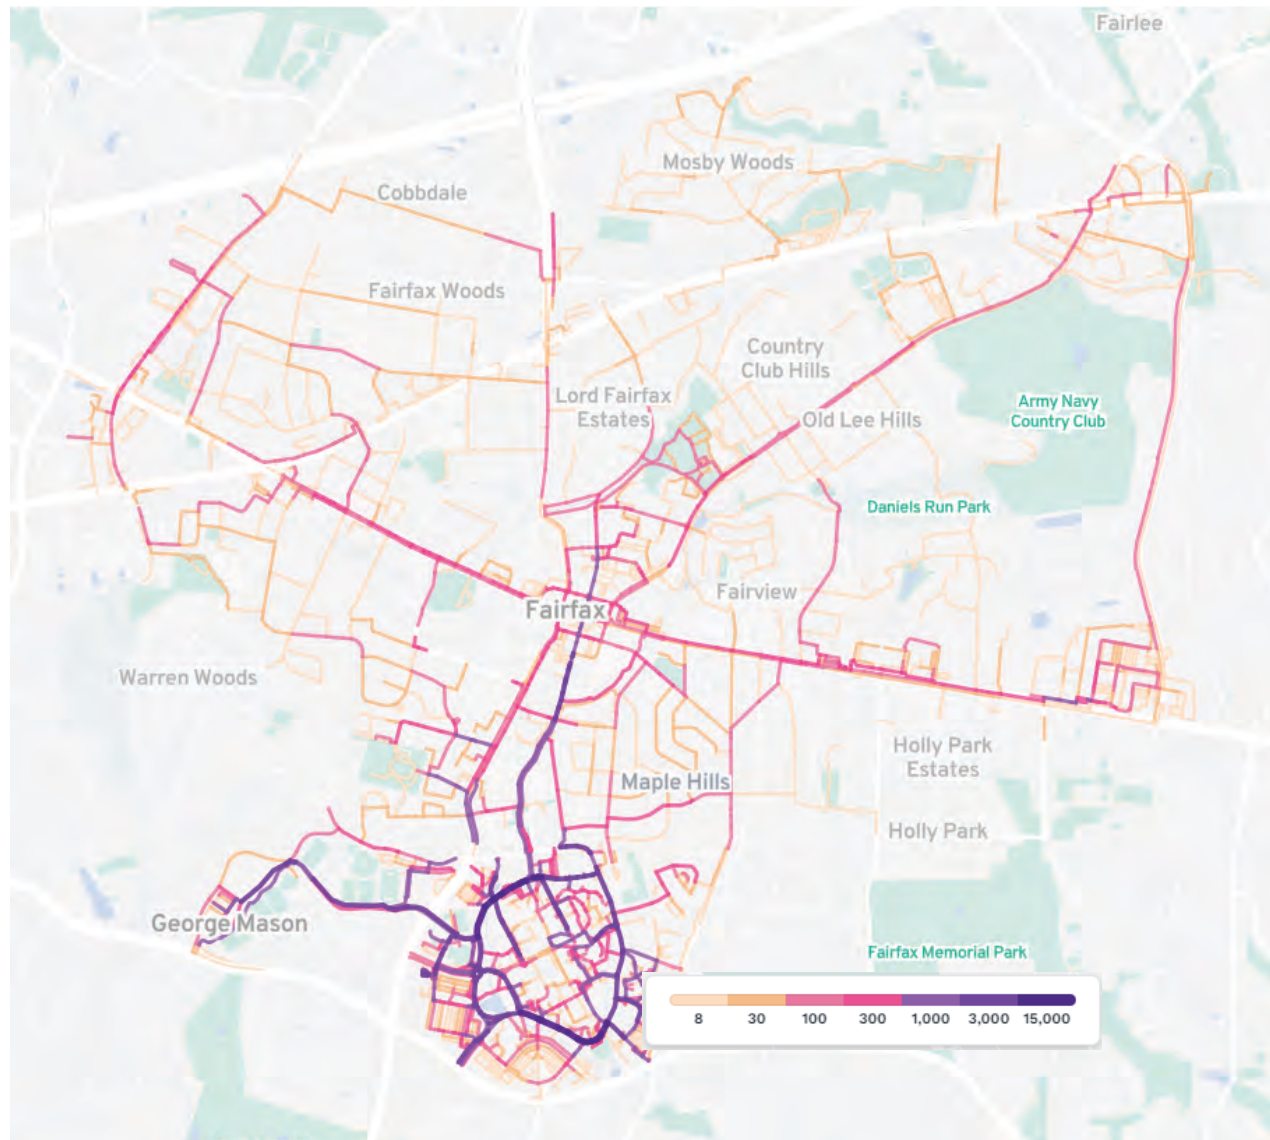 Fairlee
Mosby Woods
Cobbdale
Fairfax Woods
Country
Club Hills
Lord Fairfax
Estates
Army Navy
Country Club
Old Lee Hills
Daniels Run Park
Fairview
Fairfax
Warren Woods
Holly Park
Estates
Maple Hills
Holly Park
George Mason
Fairfax Memorial Park
8 30 100 300 1,000 3,000 15,000